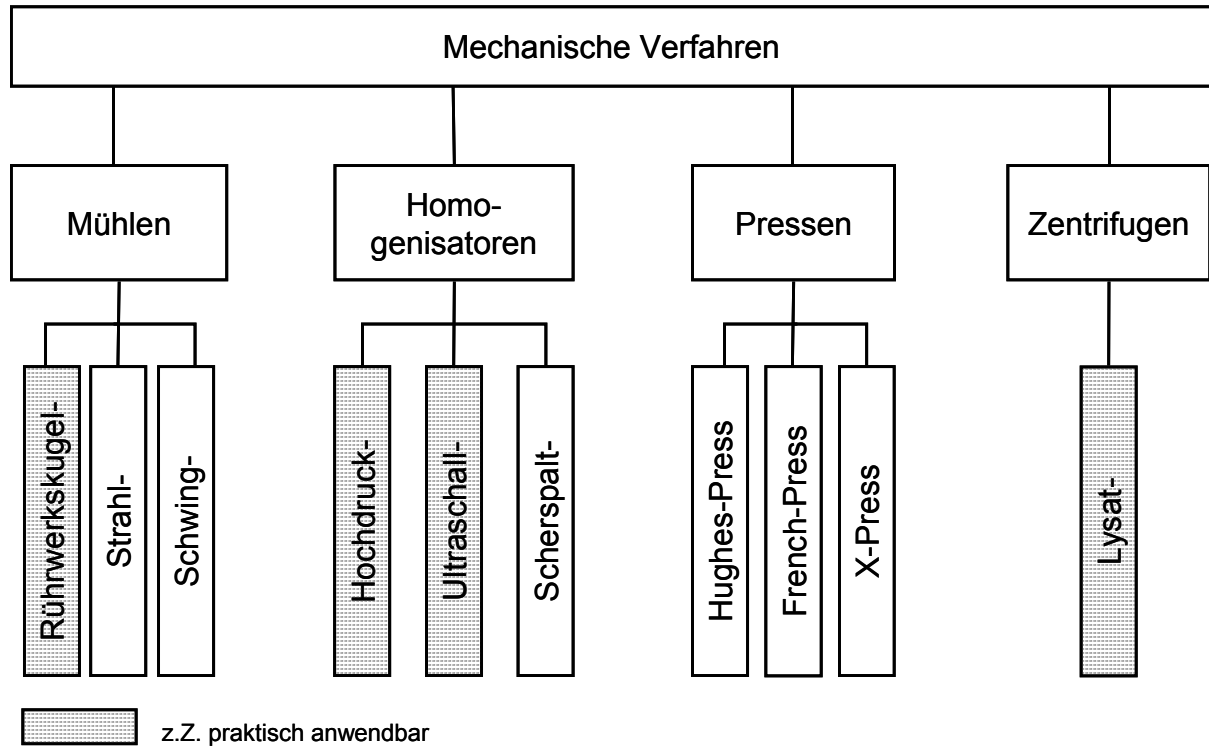 Mechanische Verfahren
Mühlen
Homo-
genisatoren
Pressen
Zentrifugen
Rührwerkskugel-
Strahl-
Schwing-
Hochdruck-
Ultraschall-
Scherspalt-
Hughes-Press
French-Press
X-Press
Lysat-
z.Z. praktisch anwendbar